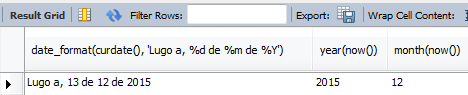 Result Grid Filter Rows: Export: Wrap Cell Content:
date_format(curdate(), 'Lugo a, %d de %m de %Y') year(now()) month(now())
Lugo a, 13 de 12 de 2015 2015 12